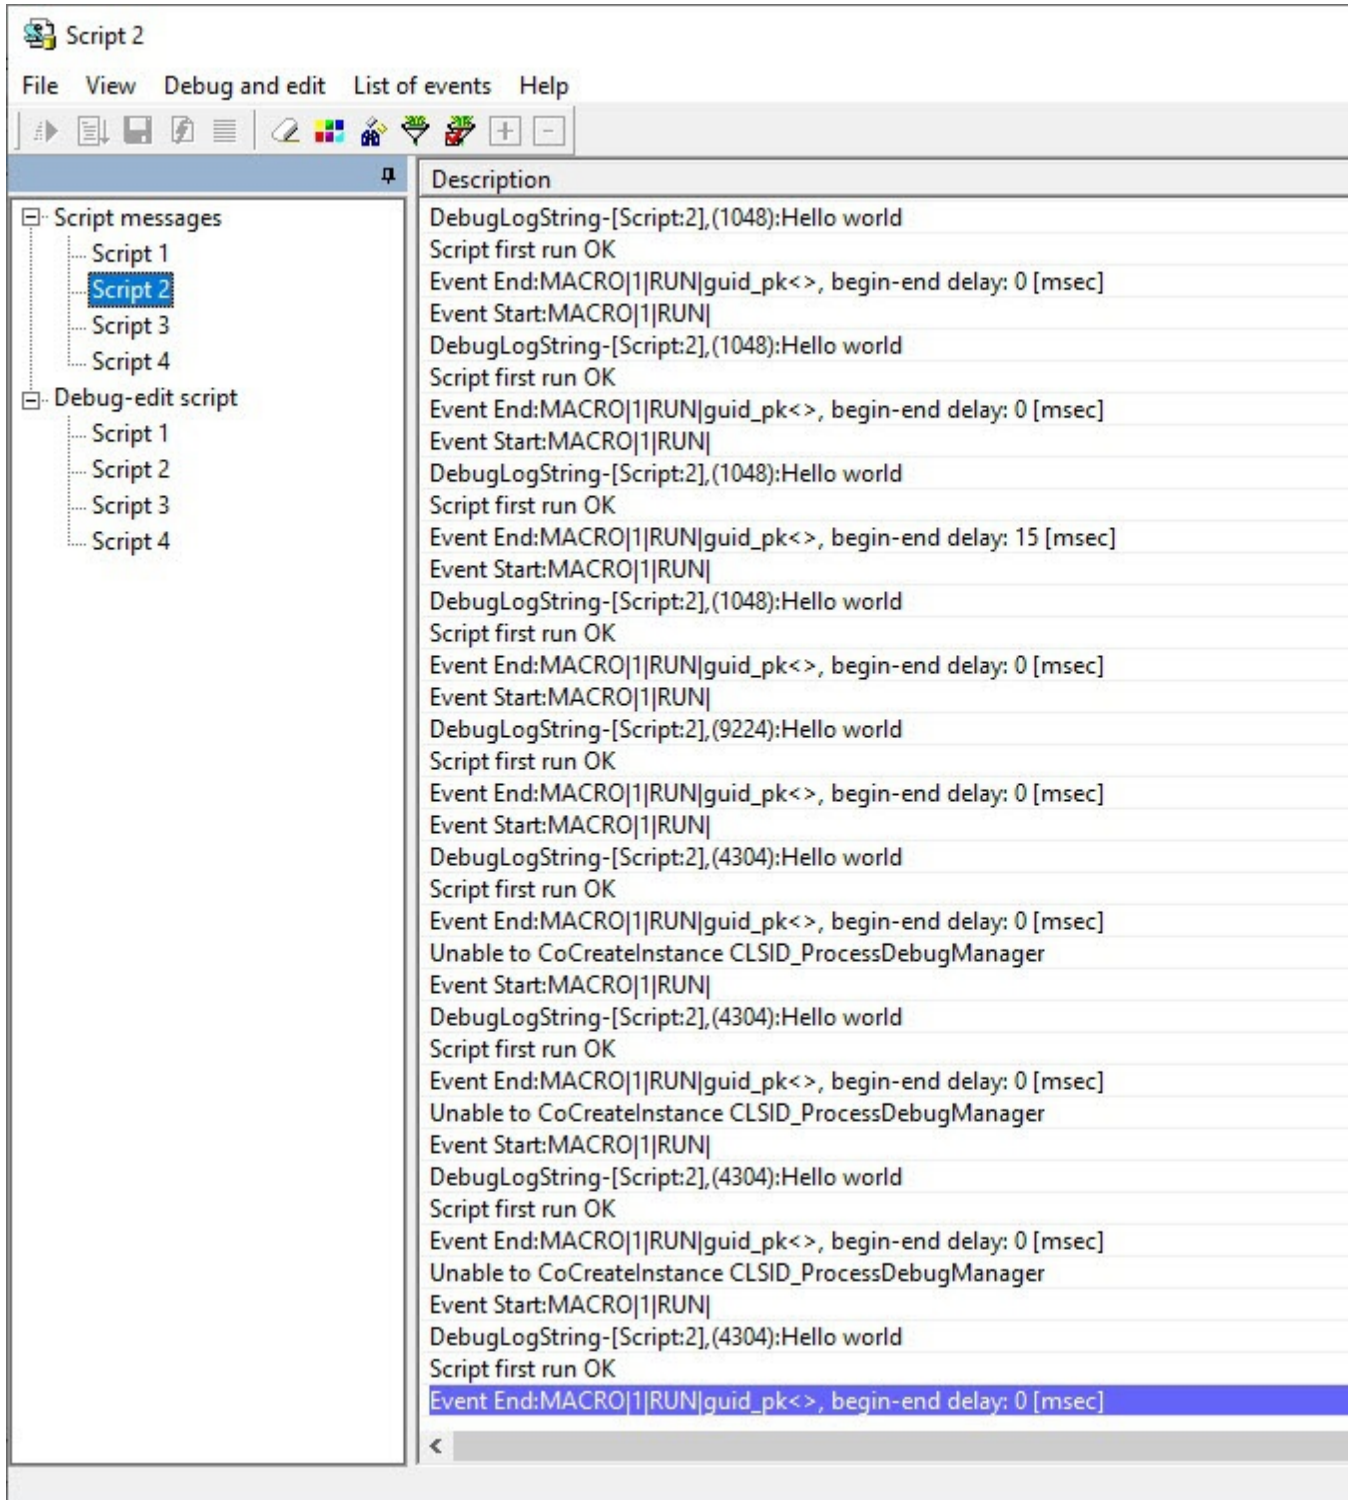 Script 2
File View Debug and edit List of events Help
Description
Script messages
Script 1
Script 2
Script 3
Script 4
Debug-edit script
Script 1
Script 2
Script 3
Script 4
DebugLogString-[Script:2],(1048):Hello world
Script first run OK
Event End:MACRO|1|RUN|guid_pk<>, begin-end delay: 0 [msec]
Event Start:MACRO|1|RUN|
DebugLogString-[Script:2],(1048):Hello world
Script first run OK
Event End:MACRO|1|RUN|guid_pk<>, begin-end delay: 0 [msec]
Event Start:MACRO|1|RUN|
DebugLogString-[Script:2],(1048):Hello world
Script first run OK
Event End:MACRO|1|RUN|guid_pk<>, begin-end delay: 15 [msec]
Event Start:MACRO|1|RUN|
DebugLogString-[Script:2],(1048):Hello world
Script first run OK
Event End:MACRO|1|RUN|guid_pk<>, begin-end delay: 0 [msec]
Event Start:MACRO|1|RUN|
DebugLogString-[Script:2],(9224):Hello world
Script first run OK
Event End:MACRO|1|RUN|guid_pk<>, begin-end delay: 0 [msec]
Event Start:MACRO|1|RUN|
DebugLogString-[Script:2],(4304):Hello world
Script first run OK
Event End:MACRO|1|RUN|guid_pk<>, begin-end delay: 0 [msec]
Unable to CoCreateInstance CLSID_ProcessDebugManager
Event Start:MACRO|1|RUN|
DebugLogString-[Script:2],(4304):Hello world
Script first run OK
Event End:MACRO|1|RUN|guid_pk<>, begin-end delay: 0 [msec]
Unable to CoCreateInstance CLSID_ProcessDebugManager
Event Start:MACRO|1|RUN|
DebugLogString-[Script:2],(4304):Hello world
Script first run OK
Event End:MACRO|1|RUN|guid_pk<>, begin-end delay: 0 [msec]
Unable to CoCreateInstance CLSID_ProcessDebugManager
Event Start:MACRO|1|RUN|
DebugLogString-[Script:2],(4304):Hello world
Script first run OK
Event End:MACRO|1|RUN|guid_pk<>, begin-end delay: 0 [msec]